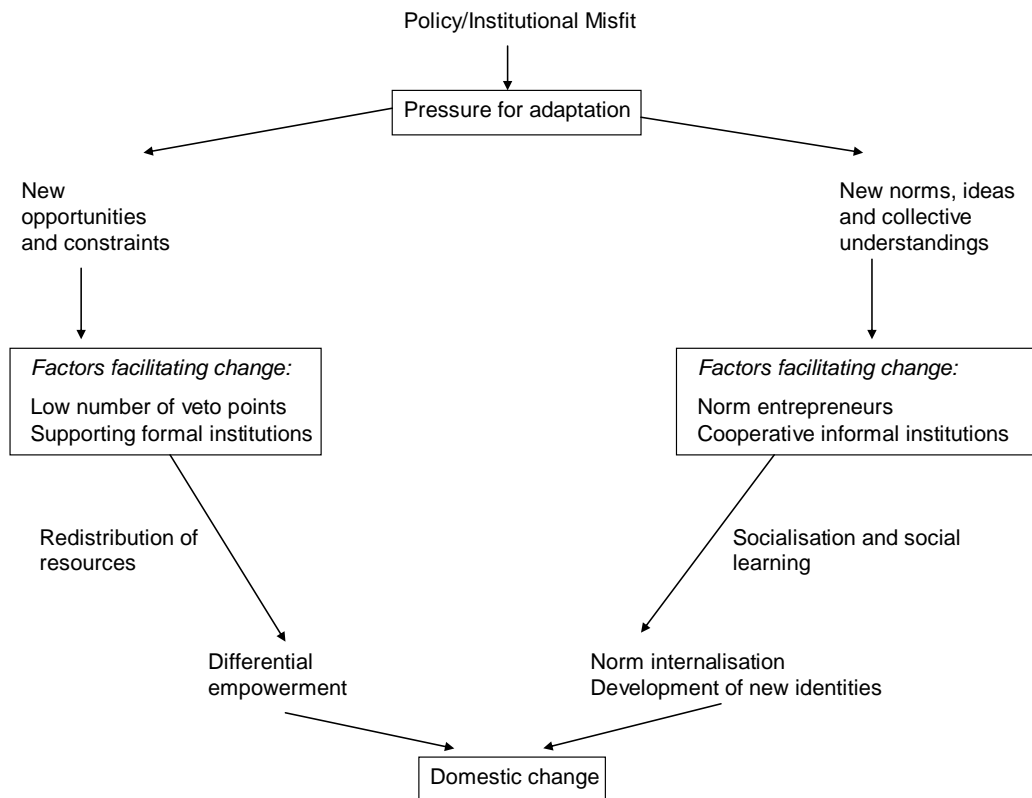 Policy/Institutional Misfit
Pressure for adaptation
New
opportunities
and constraints
New norms, ideas
and collective
understandings
Factors facilitating change:
Low number of veto points
Supporting formal institutions
Factors facilitating change:
Norm entrepreneurs
Cooperative informal institutions
Redistribution of
resources
Socialisation and social
learning
Differential
empowerment
Norm internalisation
Development of new identities
Domestic change